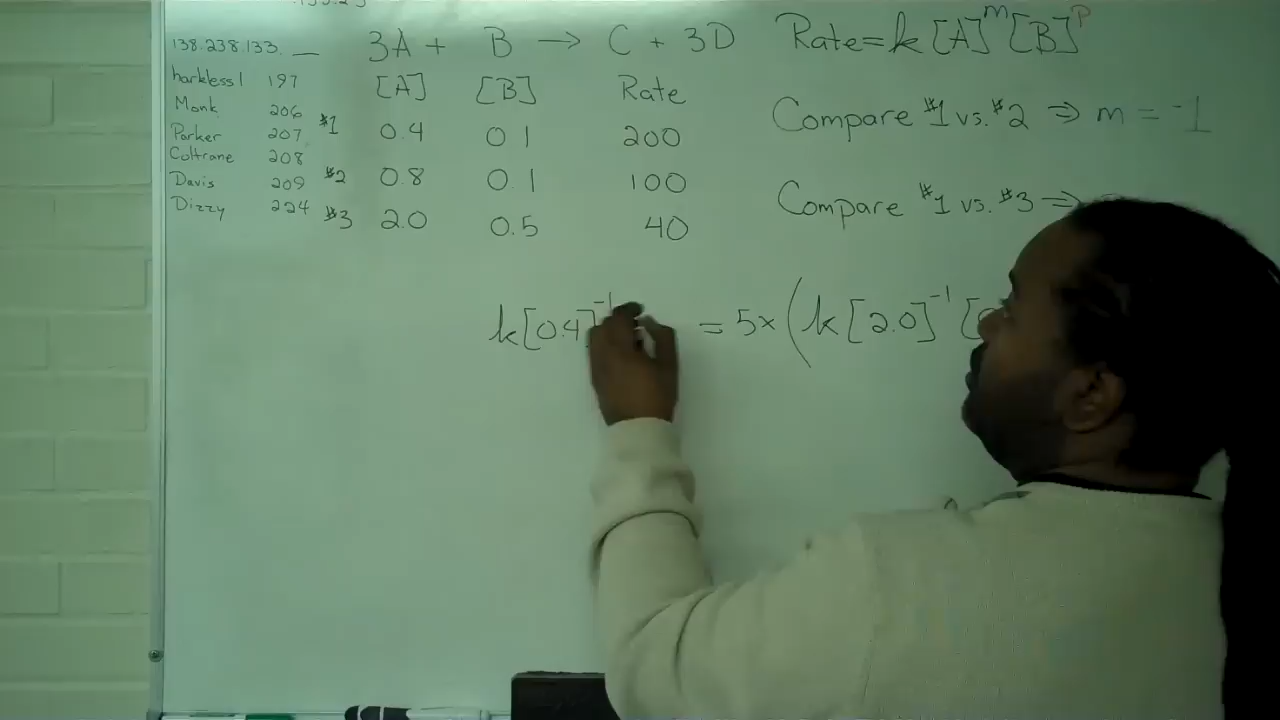 138.238.133. __
3A + B → C + 3D
Rate=k[A]^m[B]^p
harkless1 197
[A] [B] Rate
Monk 206
#1 0.4 0.1 200
Compare #1 vs. #2 ⇒ m = -1
Parker 207
Coltrane 208
Davis 209
#2 0.8 0.1 100
Dizzy 224
#3 2.0 0.5 40
Compare #1 vs. #3 ⇒
k[0.4]^-1 = 5x(k[2.0]^-1 [